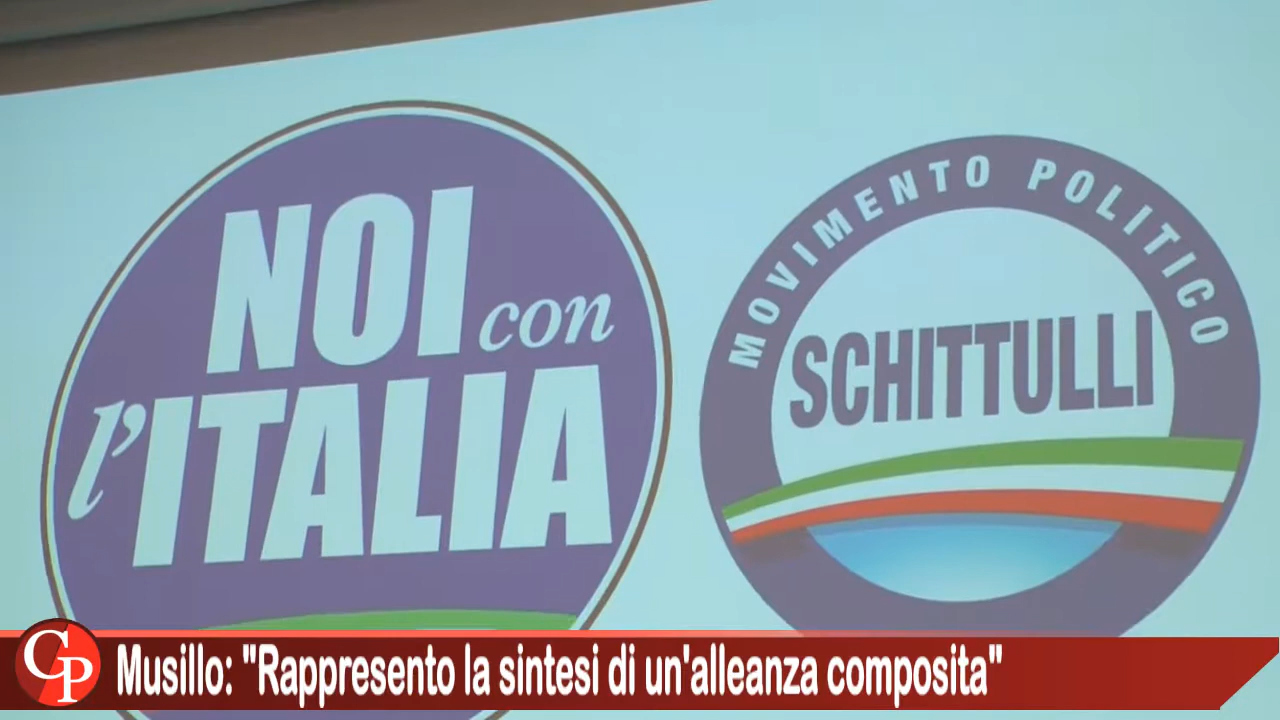 NOI con
l'ITALIA
MOVIMENTO POLITICO
SCHITTULLI
CP Musillo: "Rappresento la sintesi di un'alleanza composita"